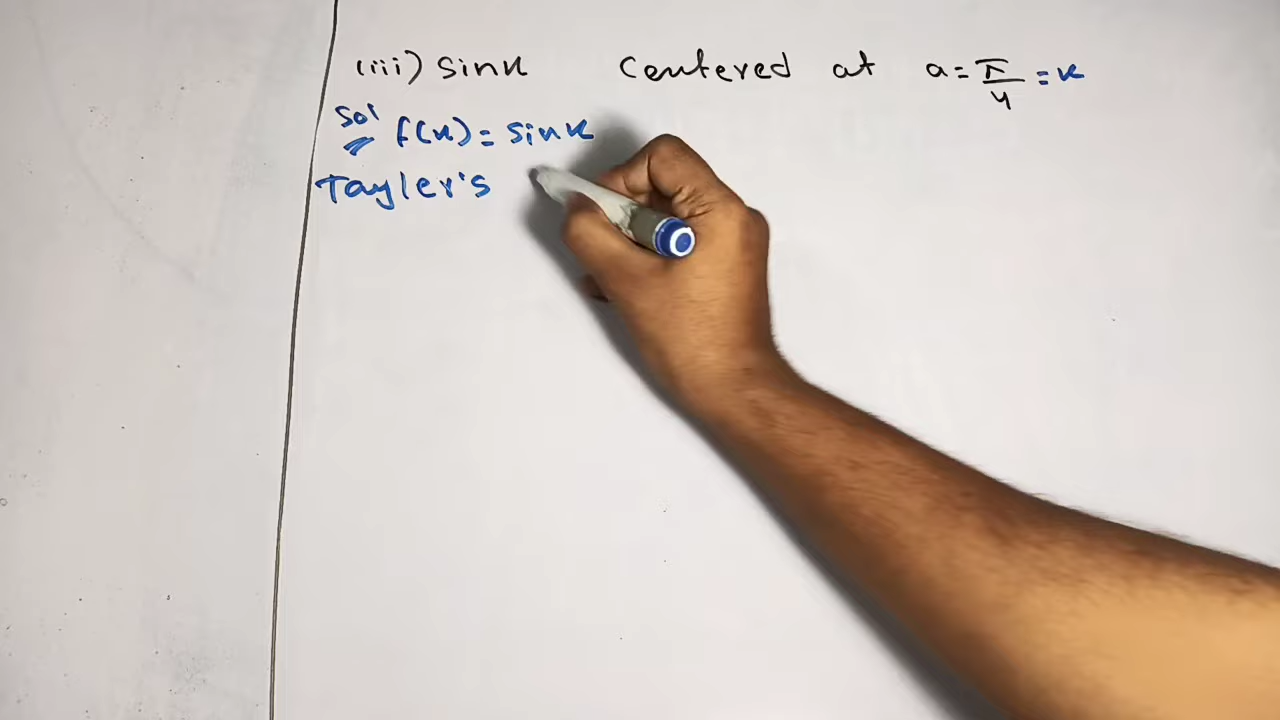 (iii) sinx centered at a = π/4 = x
Sol f(x) = sinx
Tayler's